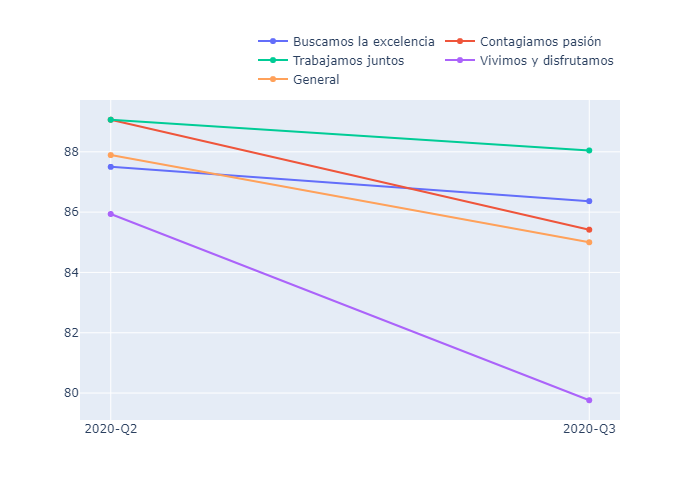 Buscamos la excelencia Contagiamos pasión
Trabajamos juntos Vivimos y disfrutamos
General
88
86
84
82
80
2020-Q2 2020-Q3